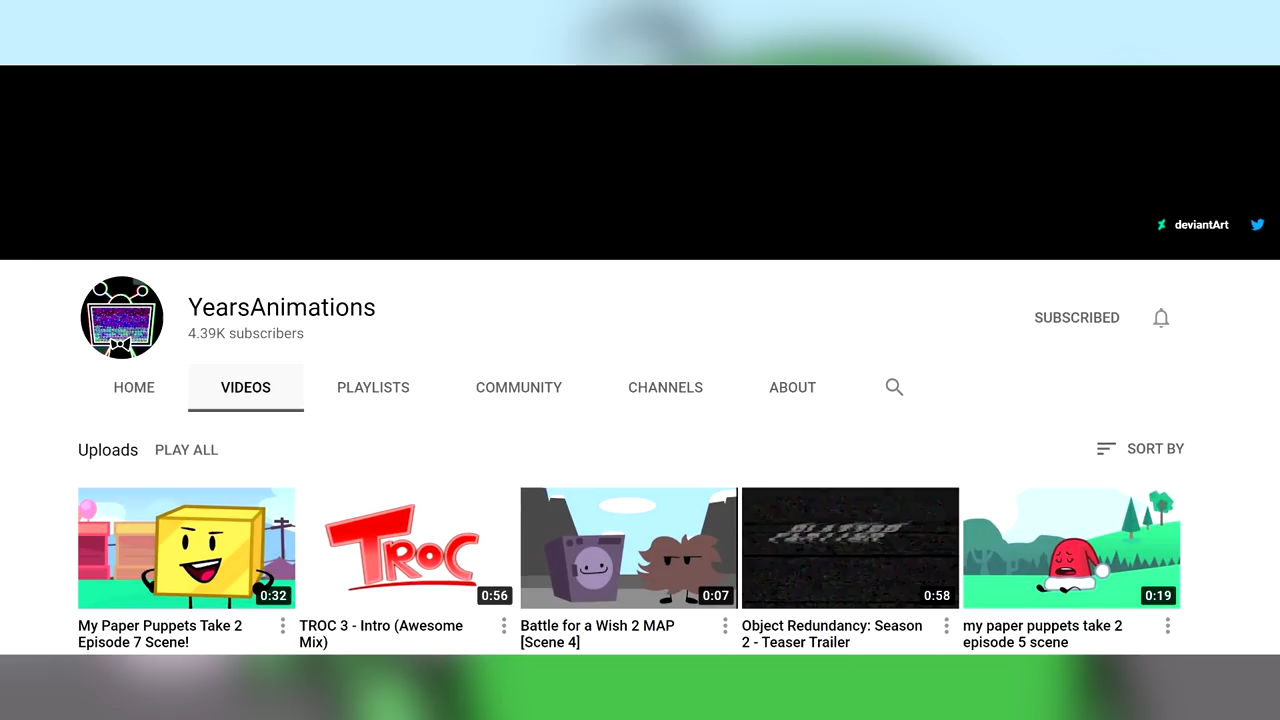 deviantArt
YearsAnimations
4.39K subscribers
SUBSCRIBED
HOME
VIDEOS
PLAYLISTS
COMMUNITY
CHANNELS
ABOUT
Uploads
PLAY ALL
SORT BY
TROC
0:32
0:56
0:07
0:58
0:19
My Paper Puppets Take 2
Episode 7 Scene!
TROC 3 - Intro (Awesome
Mix)
Battle for a Wish 2 MAP
[Scene 4]
Object Redundancy: Season
2 - Teaser Trailer
my paper puppets take 2
episode 5 scene